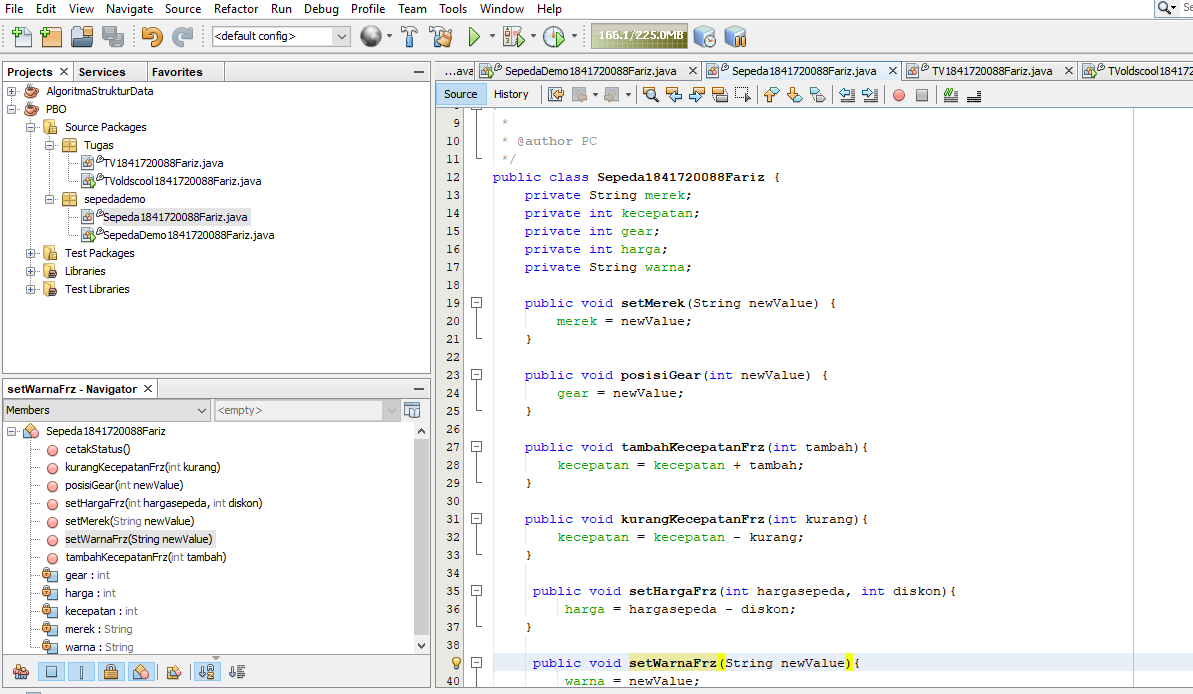 File Edit View Navigate Source Refactor Run Debug Profile Team Tools Window Help
<default config> 166.1/225.0MB
Projects Services Favorites
AlgoritmaStrukturData
PBO
Source Packages
Tugas
TV1841720088Fariz.java
TVoldscool1841720088Fariz.java
sepedademo
Sepeda1841720088Fariz.java
SepedaDemo1841720088Fariz.java
Test Packages
Libraries
Test Libraries
setWarnaFrz - Navigator
Members <empty>
Sepeda1841720088Fariz
cetakStatus()
kurangKecepatanFrz(int kurang)
posisiGear(int newValue)
setHargaFrz(int hargasepeda, int diskon)
setMerek(String newValue)
setWarnaFrz(String newValue)
tambahKecepatanFrz(int tambah)
gear : int
harga : int
kecepatan : int
merek : String
warna : String
...ava SepedaDemo1841720088Fariz.java Sepeda1841720088Fariz.java TV1841720088Fariz.java TVoldscool18417
Source History
9 *
10 * @author PC
11 */
12 public class Sepeda1841720088Fariz {
13 private String merek;
14 private int kecepatan;
15 private int gear;
16 private int harga;
17 private String warna;
18
19 public void setMerek(String newValue) {
20 merek = newValue;
21 }
22
23 public void posisiGear(int newValue) {
24 gear = newValue;
25 }
26
27 public void tambahKecepatanFrz(int tambah){
28 kecepatan = kecepatan + tambah;
29 }
30
31 public void kurangKecepatanFrz(int kurang){
32 kecepatan = kecepatan - kurang;
33 }
34
35 public void setHargaFrz(int hargasepeda, int diskon){
36 harga = hargasepeda - diskon;
37 }
38
public void setWarnaFrz(String newValue){
40 warna = newValue;